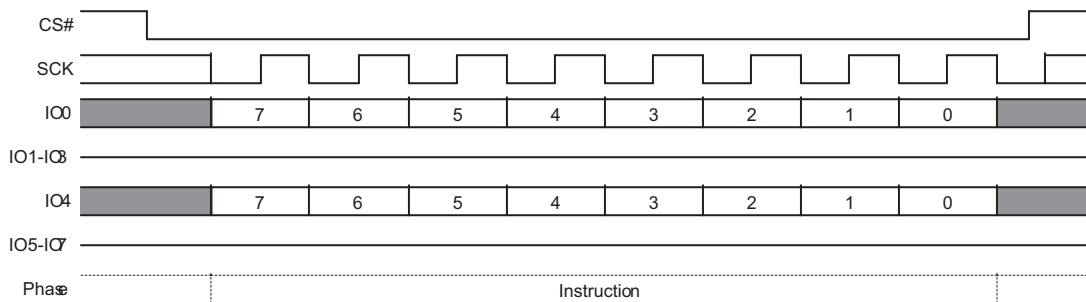 CS#
SCK
IO0 7 6 5 4 3 2 1 0
IO1-IO3
IO4 7 6 5 4 3 2 1 0
IO5-IO7
Phase Instruction